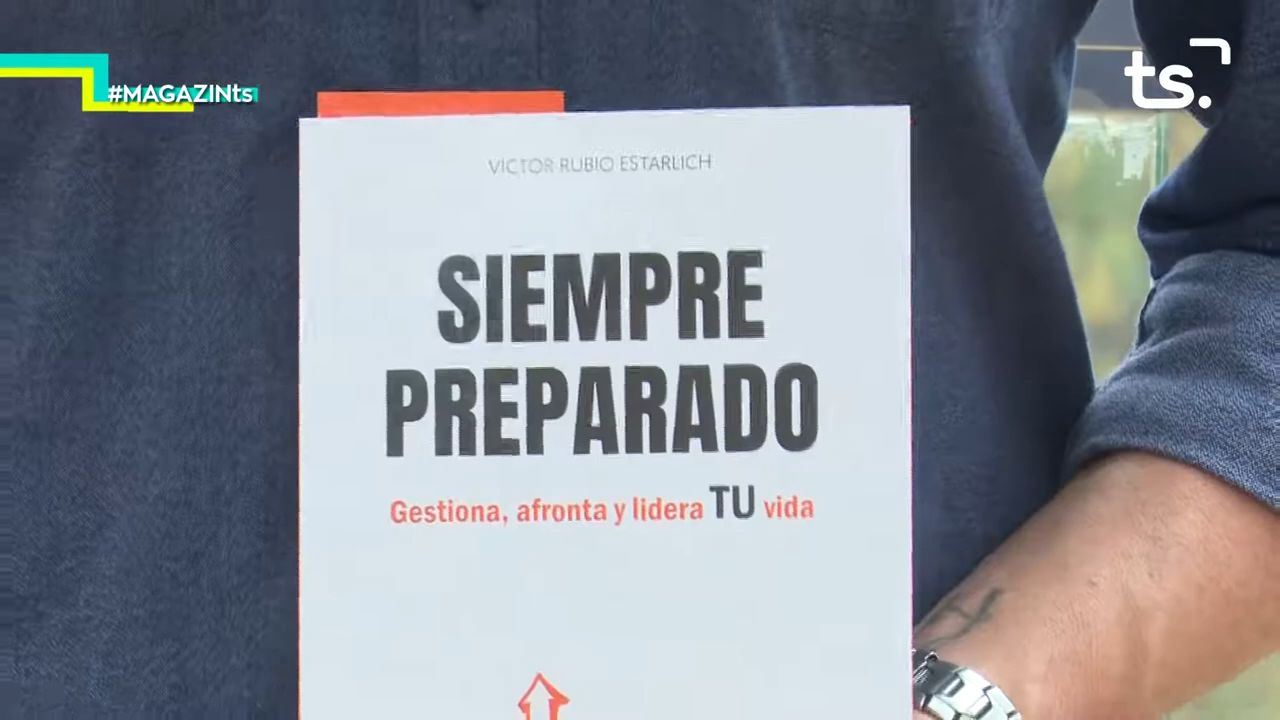 #MAGAZINts
ts.
VICTOR RUBIO ESTARLICH
SIEMPRE
PREPARADO
Gestiona, afronta y lidera TU vida